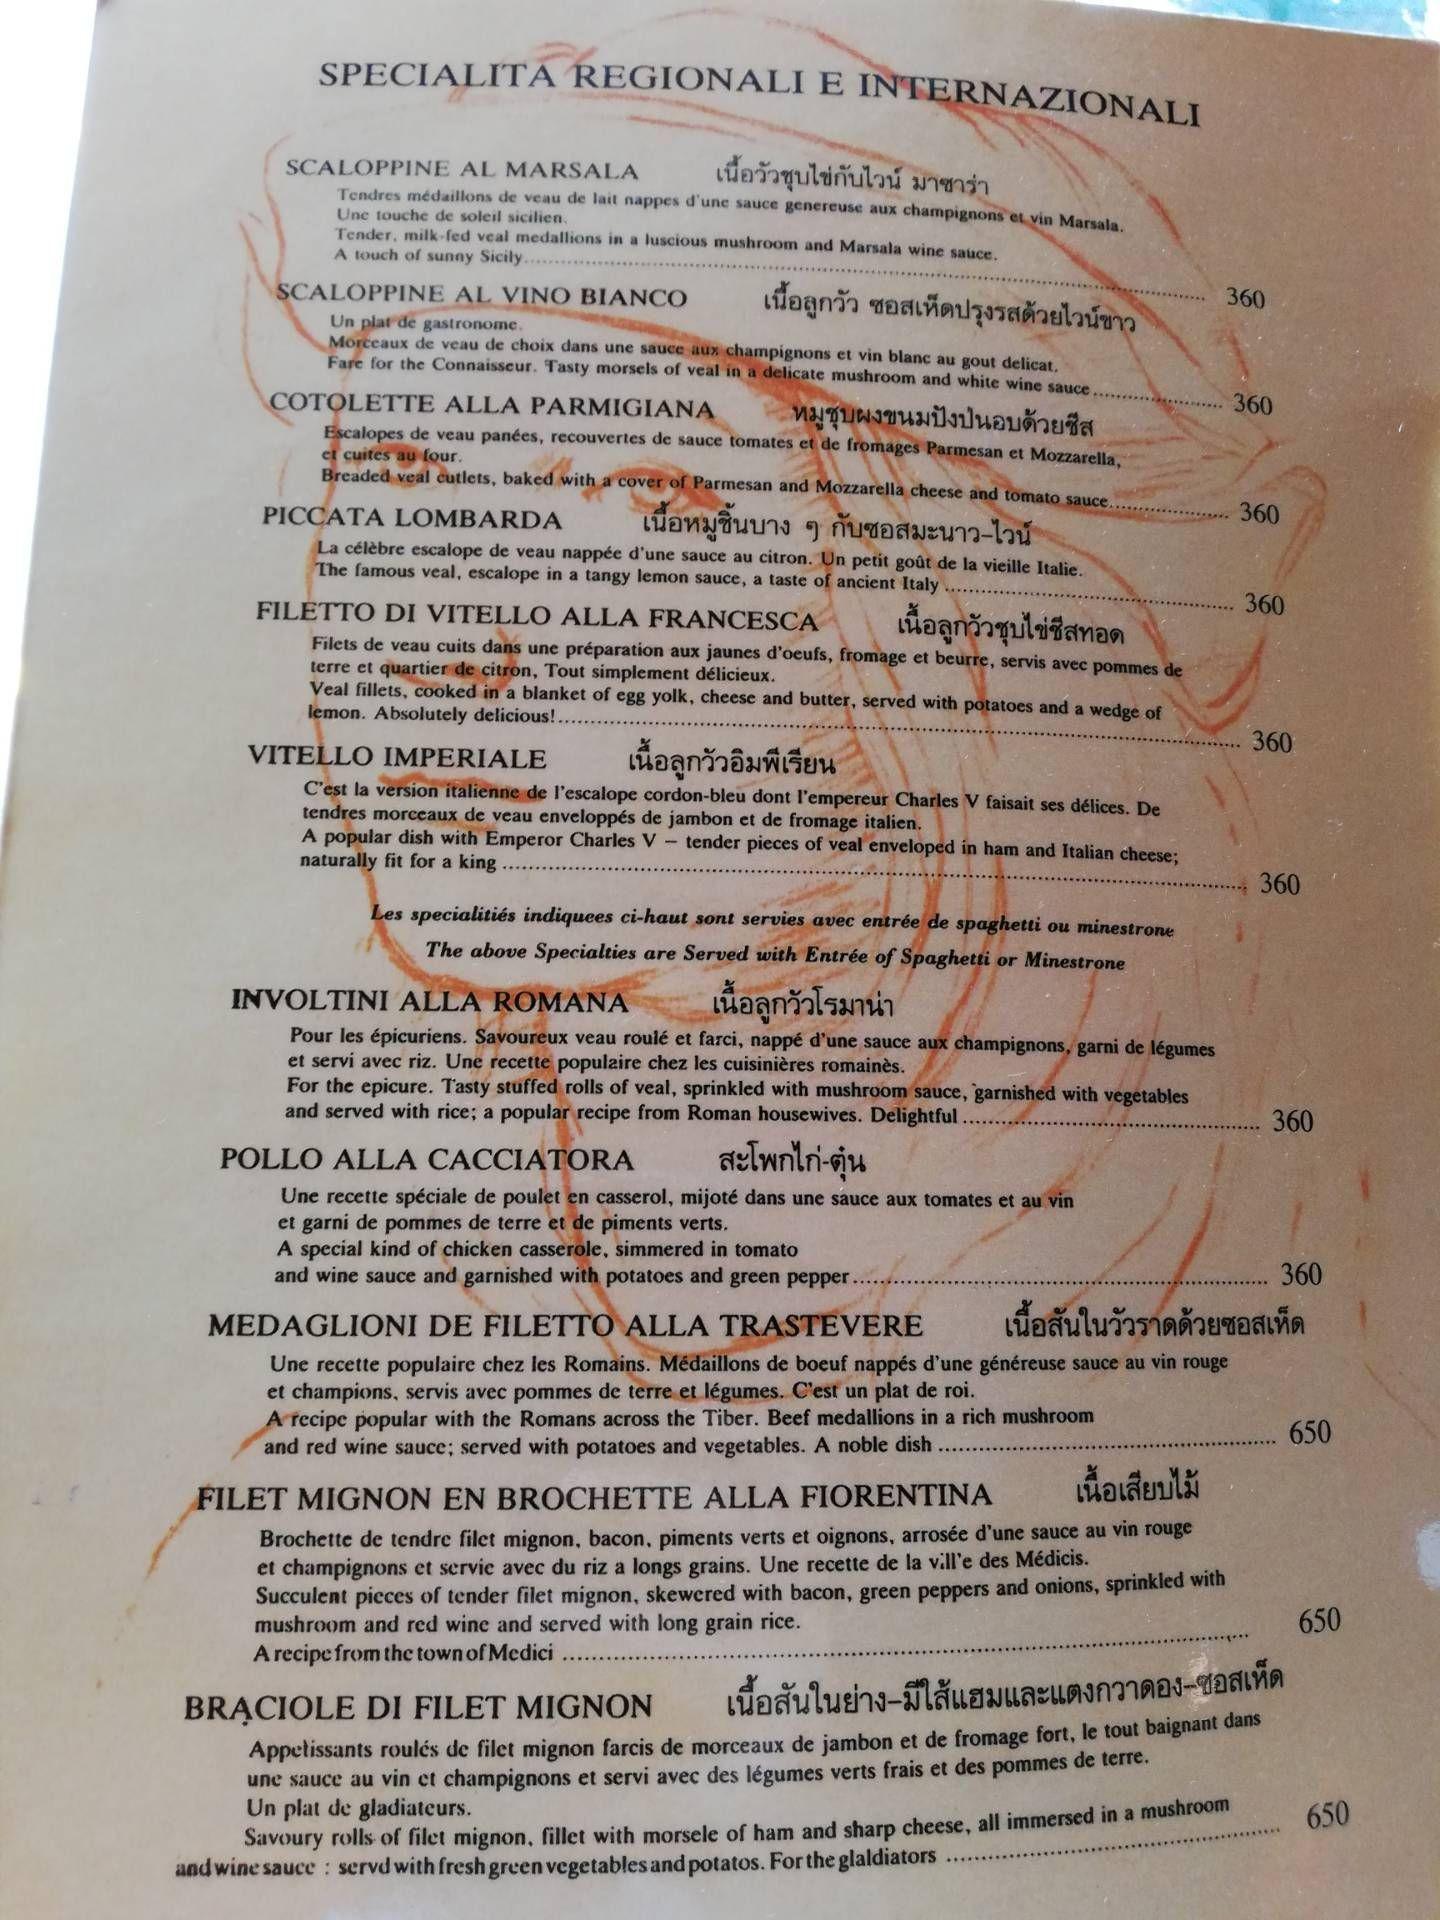 SPECIALITA REGIONALI E INTERNAZIONALI
SCALOPPINE AL MARSALA เนื้อวัวชุบไข่กับไวน์ มาซาร่า
Tendres médaillons de veau de lait nappes d'une sauce genereuse aux champignons et vin Marsala.
Une touche de soleil sicilien.
Tender, milk-fed veal medallions in a luscious mushroom and Marsala wine sauce.
A touch of sunny Sicily 360
SCALOPPINE AL VINO BIANCO เนื้อลูกวัว ซอสเห็ดปรุงรสด้วยไวน์ขาว
Un plat de gastronome.
Morceaux de veau de choix dans une sauce aux champignons et vin blanc au gout delicat.
Fare for the Connaisseur. Tasty morsels of veal in a delicate mushroom and white wine sauce 360
COTOLETTE ALLA PARMIGIANA หมูชุบผงขนมปังป่นอบด้วยชีส
Escalopes de veau panées, recouvertes de sauce tomates et de fromages Parmesan et Mozzarella,
et cuites au four.
Breaded veal cutlets, baked with a cover of Parmesan and Mozzarella cheese and tomato sauce 360
PICCATA LOMBARDA เนื้อหมูชิ้นบาง ๆ กับซอสมะนาว-ไวน์
La célèbre escalope de veau nappée d'une sauce au citron. Un petit goût de la vieille Italie.
The famous veal, escalope in a tangy lemon sauce, a taste of ancient Italy 360
FILETTO DI VITELLO ALLA FRANCESCA เนื้อลูกวัวชุบไข่ชีสทอด
Filets de veau cuits dans une préparation aux jaunes d'oeufs, fromage et beurre, servis avec pommes de
terre et quartier de citron, Tout simplement délicieux.
Veal fillets, cooked in a blanket of egg yolk, cheese and butter, served with potatoes and a wedge of
lemon. Absolutely delicious! 360
VITELLO IMPERIALE เนื้อลูกวัวอิมพีเรียน
C'est la version italienne de l'escalope cordon-bleu dont l'empereur Charles V faisait ses délices. De
tendres morceaux de veau enveloppés de jambon et de fromage italien.
A popular dish with Emperor Charles V – tender pieces of veal enveloped in ham and Italian cheese;
naturally fit for a king 360
Les specialitiés indiquees ci-haut sont servies avec entrée de spaghetti ou minestrone
The above Specialties are Served with Entrée of Spaghetti or Minestrone
INVOLTINI ALLA ROMANA เนื้อลูกวัวโรมาน่า
Pour les épicuriens. Savoureux veau roulé et farci, nappé d'une sauce aux champignons, garni de légumes
et servi avec riz. Une recette populaire chez les cuisinières romainès.
For the epicure. Tasty stuffed rolls of veal, sprinkled with mushroom sauce, garnished with vegetables
and served with rice; a popular recipe from Roman housewives. Delightful 360
POLLO ALLA CACCIATORA สะโพกไก่-ตุ๋น
Une recette spéciale de poulet en casserol, mijoté dans une sauce aux tomates et au vin
et garni de pommes de terre et de piments verts.
A special kind of chicken casserole, simmered in tomato
and wine sauce and garnished with potatoes and green pepper 360
MEDAGLIONI DE FILETTO ALLA TRASTEVERE เนื้อสันในวัวราดด้วยซอสเห็ด
Une recette populaire chez les Romains. Médaillons de boeuf nappés d'une généreuse sauce au vin rouge
et champions, servis avec pommes de terre et légumes. C'est un plat de roi.
A recipe popular with the Romans across the Tiber. Beef medallions in a rich mushroom
and red wine sauce; served with potatoes and vegetables. A noble dish 650
FILET MIGNON EN BROCHETTE ALLA FIORENTINA เนื้อเสียบไม้
Brochette de tendre filet mignon, bacon, piments verts et oignons, arrosée d'une sauce au vin rouge
et champignons et servie avec du riz a longs grains. Une recette de la vill'e des Médicis.
Succulent pieces of tender filet mignon, skewered with bacon, green peppers and onions, sprinkled with
mushroom and red wine and served with long grain rice.
A recipe from the town of Medici 650
BRACIOLE DI FILET MIGNON เนื้อสันในย่าง-มีไส้แฮมและแตงกวาดอง-ซอสเห็ด
Appetissants roulés de filet mignon farcis de morceaux de jambon et de fromage fort, le tout baignant dans
une sauce au vin et champignons et servi avec des légumes verts frais et des pommes de terre.
Un plat de gladiateurs.
Savoury rolls of filet mignon, fillet with morsele of ham and sharp cheese, all immersed in a mushroom
and wine sauce : servd with fresh green vegetables and potatos. For the glaldiators 650